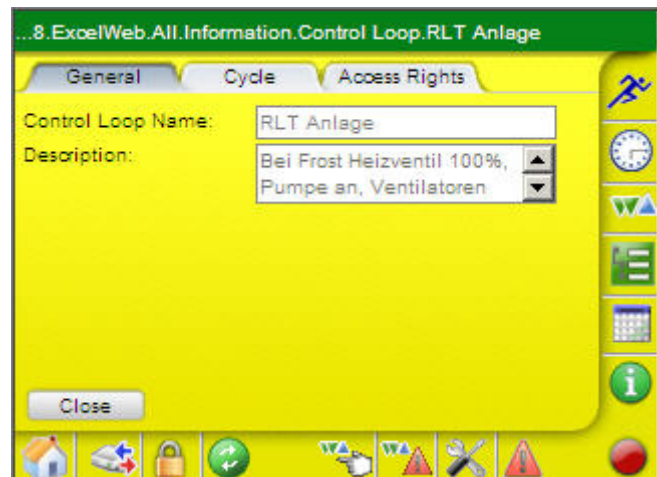 ...8.ExcelWeb.All.Information.Control Loop.RLT Anlage
General Cycle Access Rights
Control Loop Name: RLT Anlage
Description: Bei Frost Heizventil 100%,
Pumpe an, Ventilatoren
Close